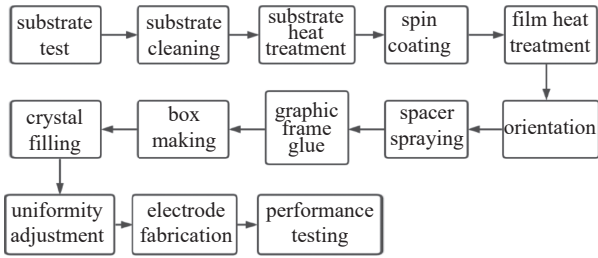 substrate
test
substrate
cleaning
substrate
heat
treatment
spin
coating
film heat
treatment
orientation
spacer
spraying
graphic
frame
glue
box
making
crystal
filling
uniformity
adjustment
electrode
fabrication
performance
testing